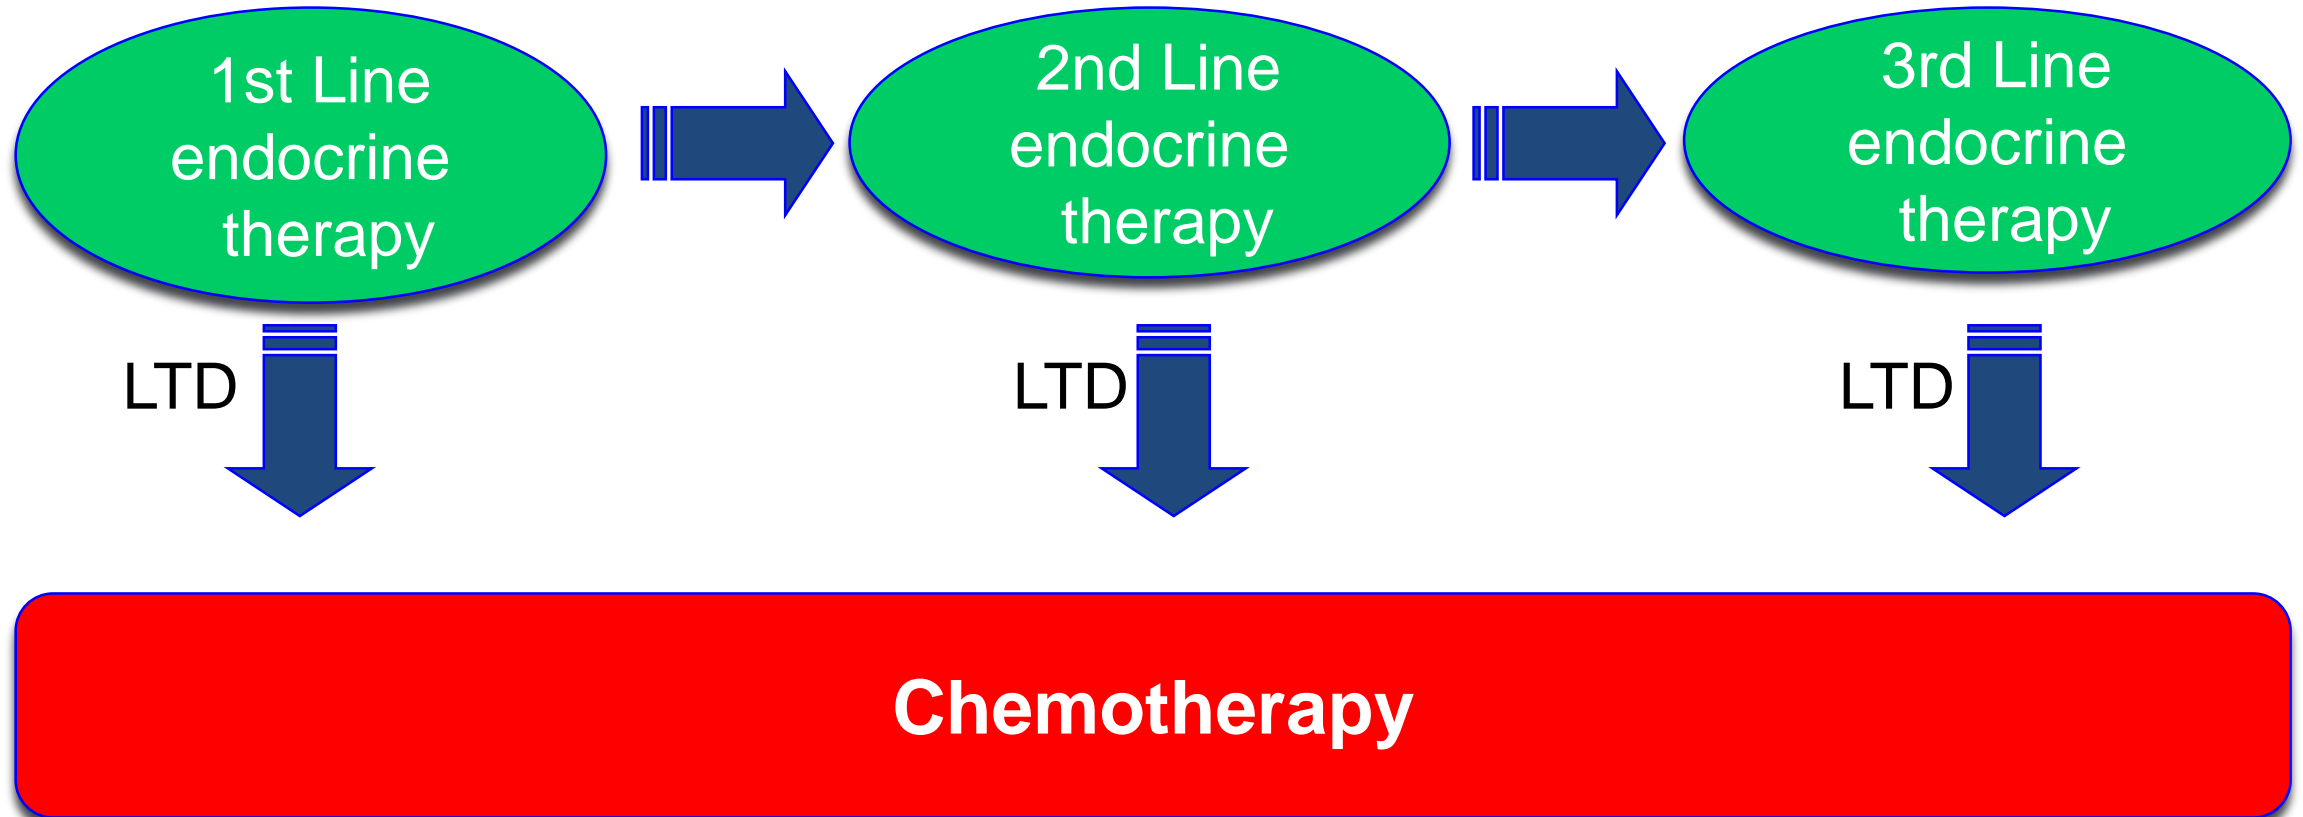 1st Line
endocrine
therapy
2nd Line
endocrine
therapy
3rd Line
endocrine
therapy
LTD
LTD
LTD
Chemotherapy